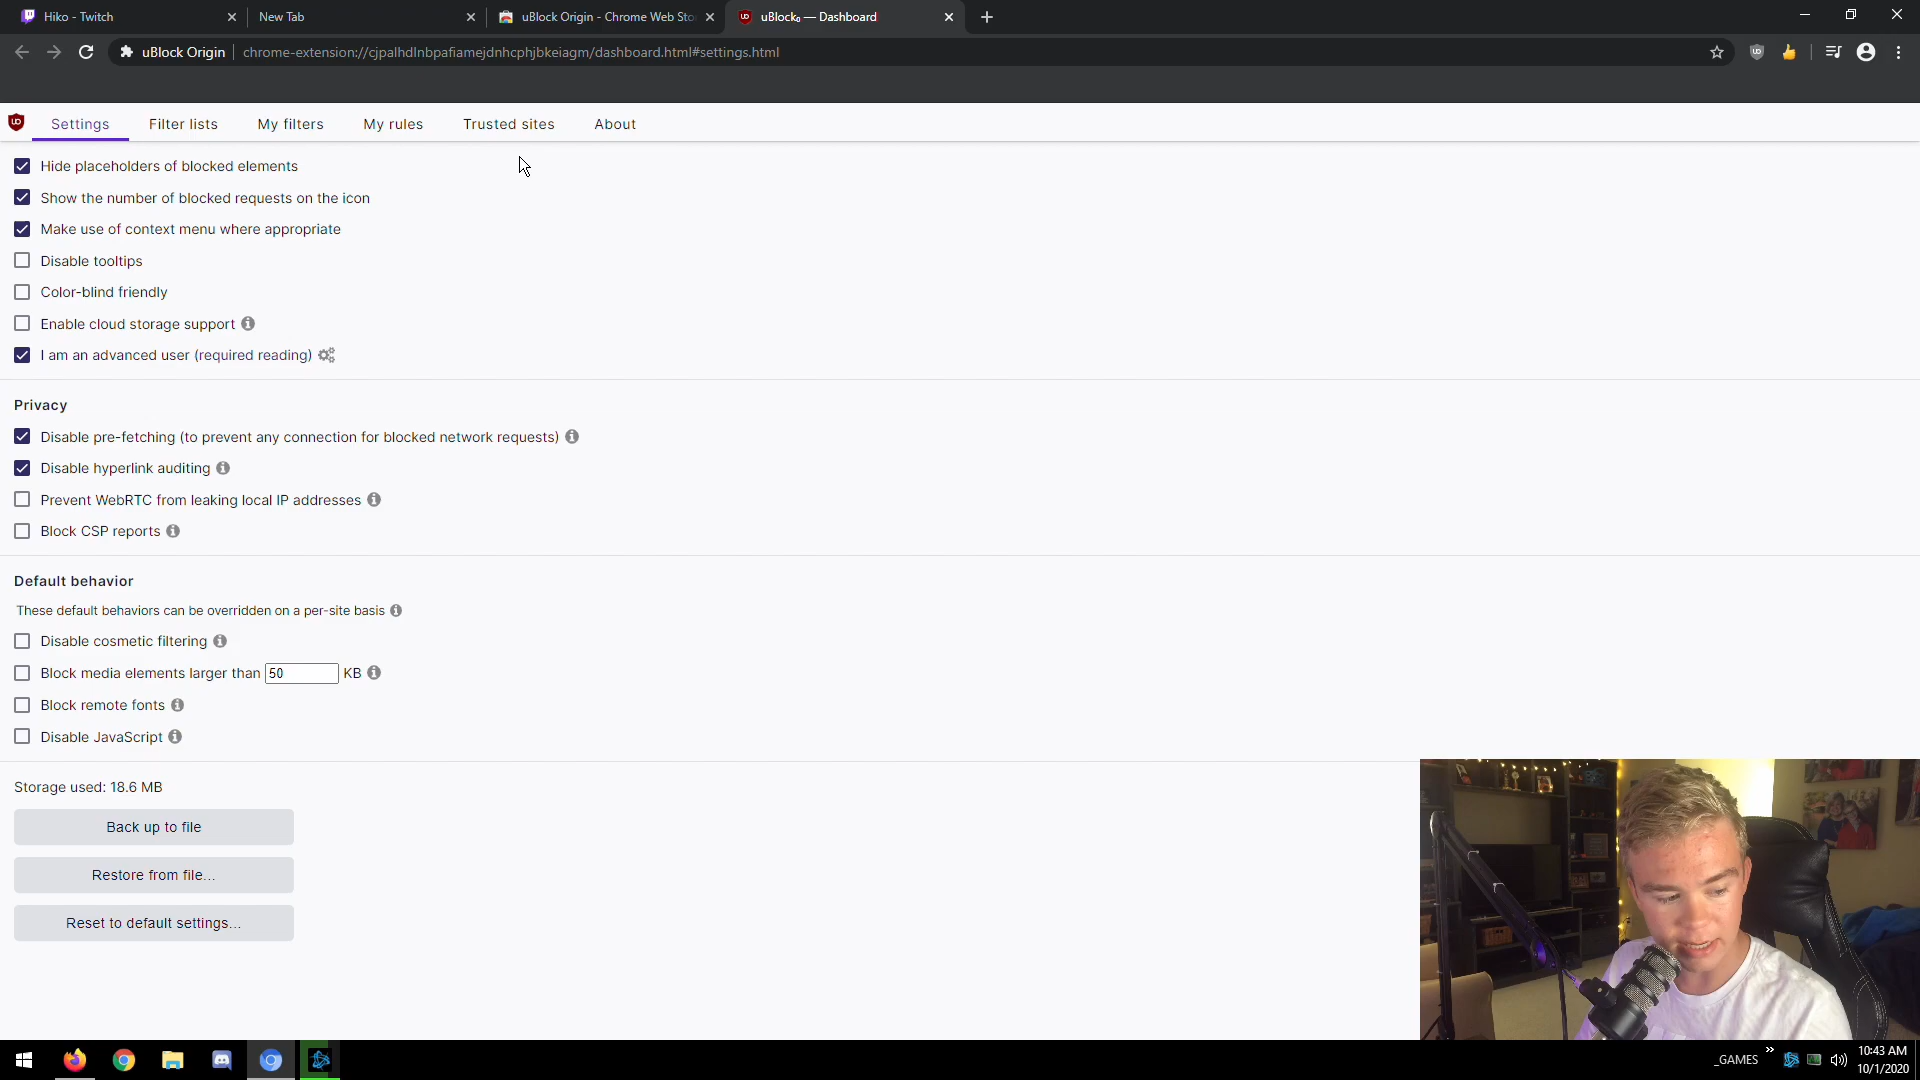 Hiko - Twitch
New Tab
uBlock Origin - Chrome Web Sto
uBlock₀ — Dashboard
uBlock Origin
chrome-extension://cjpalhdlnbpafiamejdnhcphjbkeiagm/dashboard.html#settings.html
Settings
Filter lists
My filters
My rules
Trusted sites
About
Hide placeholders of blocked elements
Show the number of blocked requests on the icon
Make use of context menu where appropriate
Disable tooltips
Color-blind friendly
Enable cloud storage support
I am an advanced user (required reading)
Privacy
Disable pre-fetching (to prevent any connection for blocked network requests)
Disable hyperlink auditing
Prevent WebRTC from leaking local IP addresses
Block CSP reports
Default behavior
These default behaviors can be overridden on a per-site basis
Disable cosmetic filtering
Block media elements larger than 50 KB
Block remote fonts
Disable JavaScript
Storage used: 18.6 MB
Back up to file
Restore from file...
Reset to default settings...
_GAMES
10:43 AM
10/1/2020